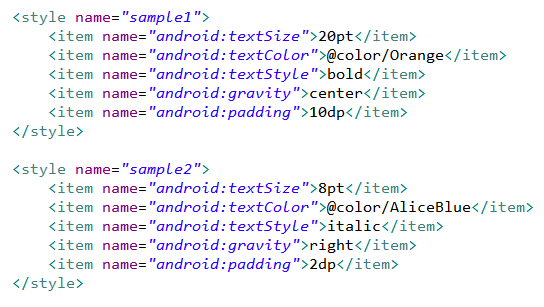 <style name="sample1">
    <item name="android:textSize">20pt</item>
    <item name="android:textColor">@color/Orange</item>
    <item name="android:textStyle">bold</item>
    <item name="android:gravity">center</item>
    <item name="android:padding">10dp</item>
</style>

<style name="sample2">
    <item name="android:textSize">8pt</item>
    <item name="android:textColor">@color/AliceBlue</item>
    <item name="android:textStyle">italic</item>
    <item name="android:gravity">right</item>
    <item name="android:padding">2dp</item>
</style>